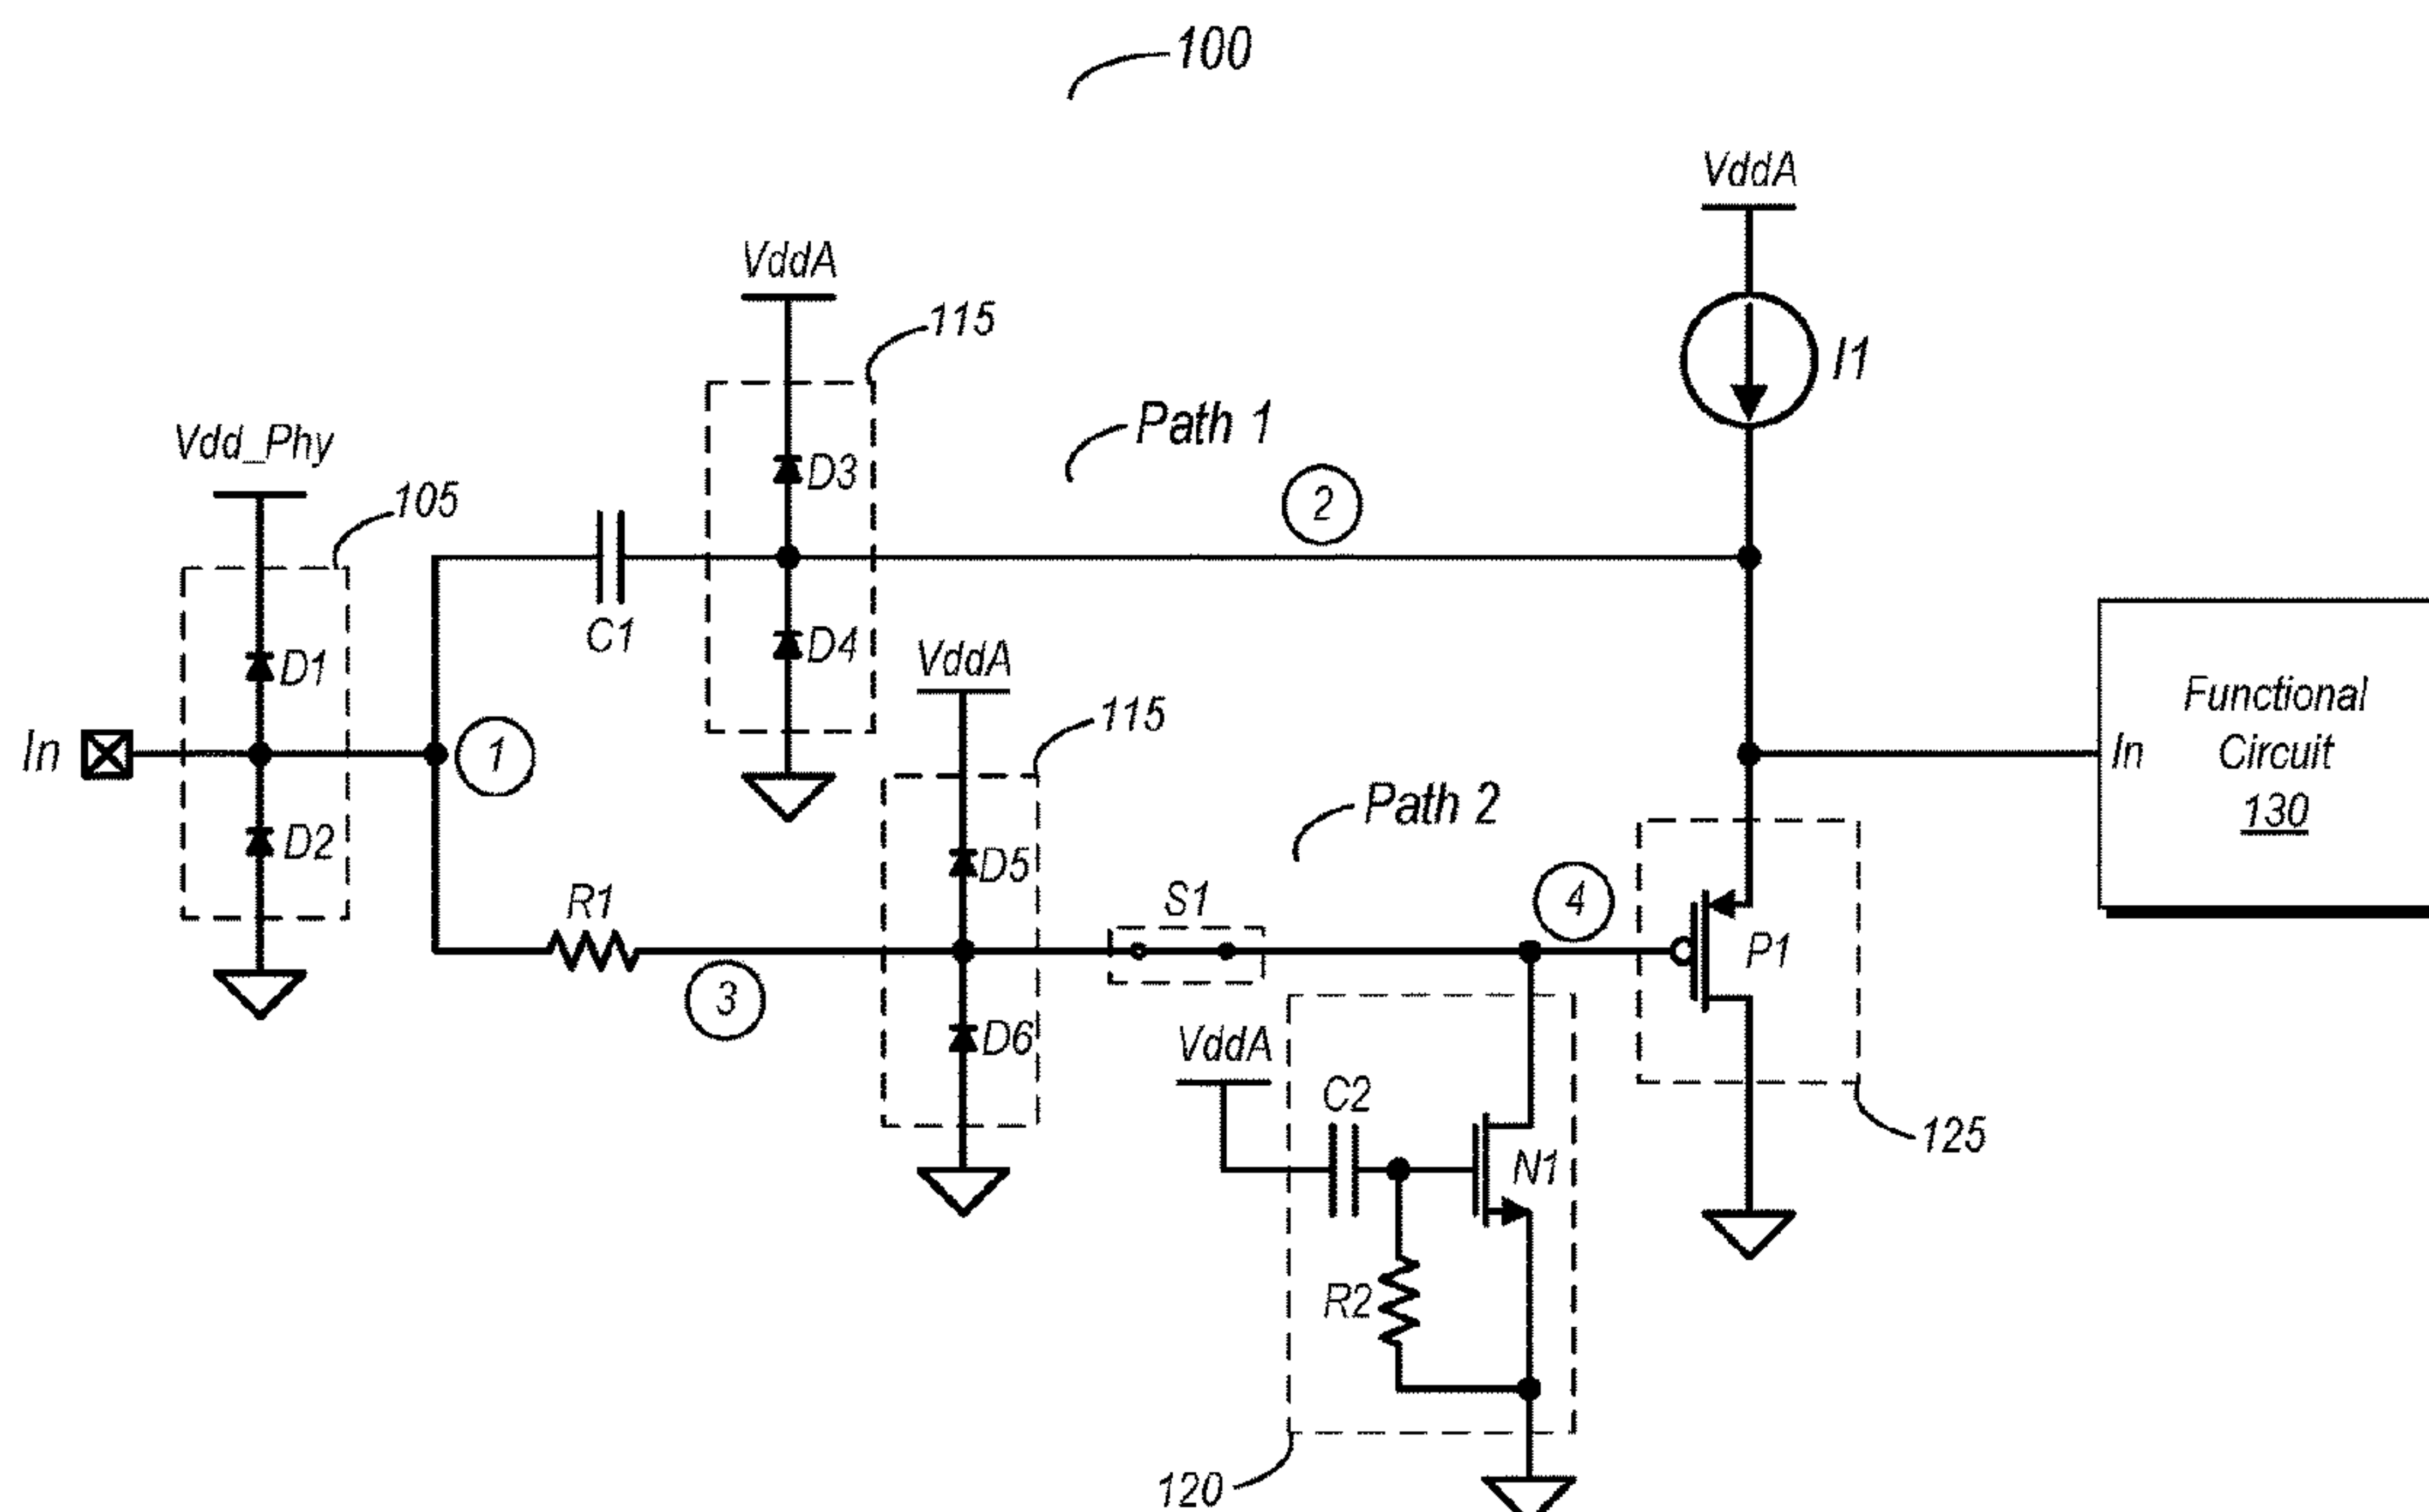 100
VddA
VddA
115
I1
Path 1
Vdd_Phy
D3
105
2
C1
D4
VddA
D1
Functional
115
1
In
In
Circuit
Path 2
130
D2
D5
S1
4
R1
P1
3
D6
VddA
C2
125
N1
R2
120